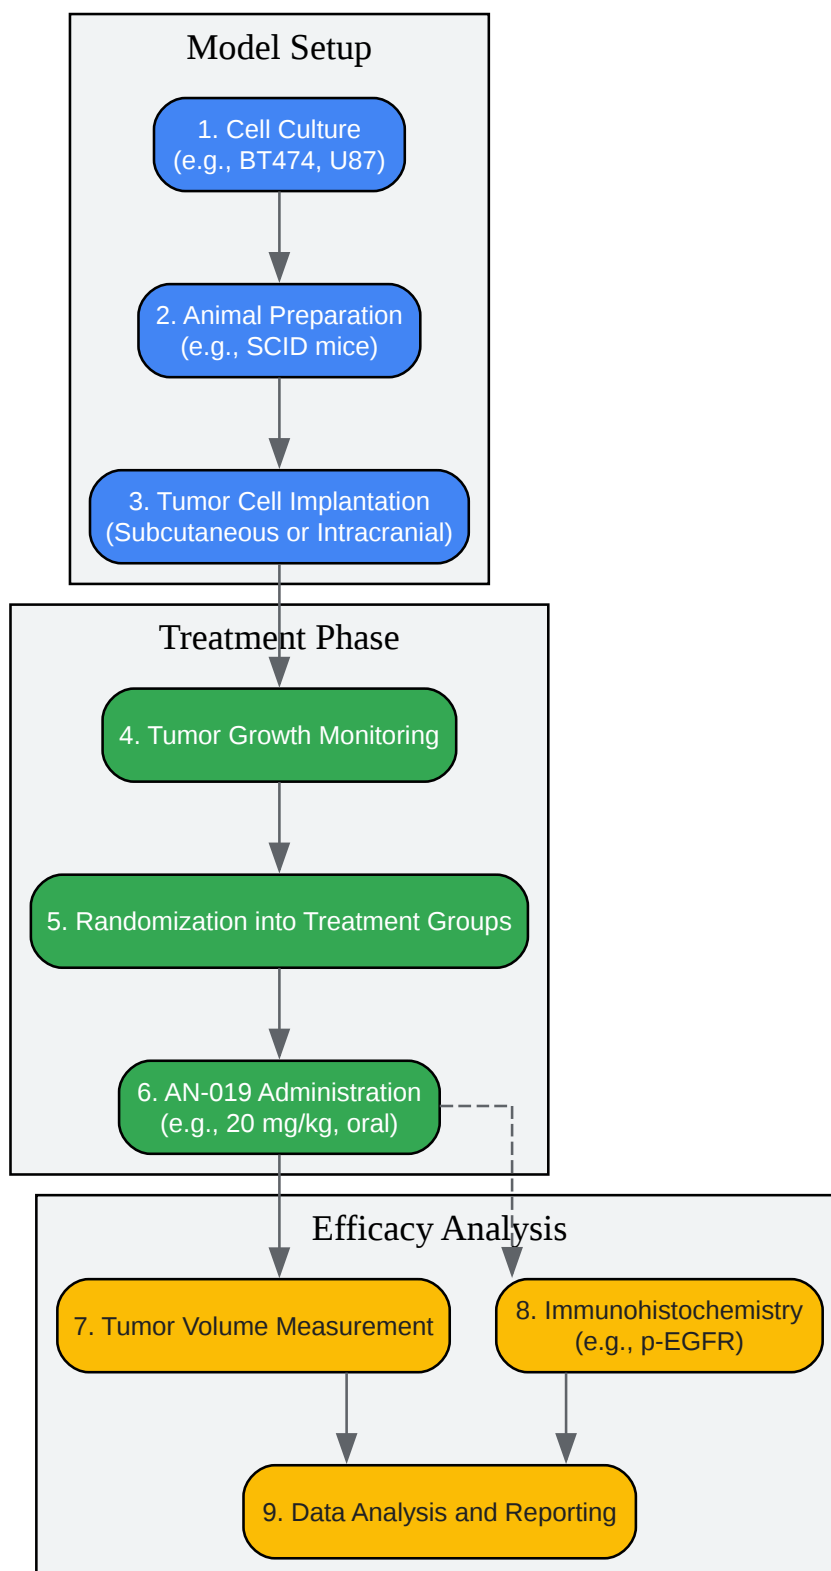 Model Setup
1. Cell Culture
(e.g., BT474, U87)
2. Animal Preparation
(e.g., SCID mice)
3. Tumor Cell Implantation
(Subcutaneous or Intracranial)
Treatment Phase
4. Tumor Growth Monitoring
5. Randomization into Treatment Groups
6. AN-019 Administration
(e.g., 20 mg/kg, oral)
Efficacy Analysis
7. Tumor Volume Measurement
8. Immunohistochemistry
(e.g., p-EGFR)
9. Data Analysis and Reporting